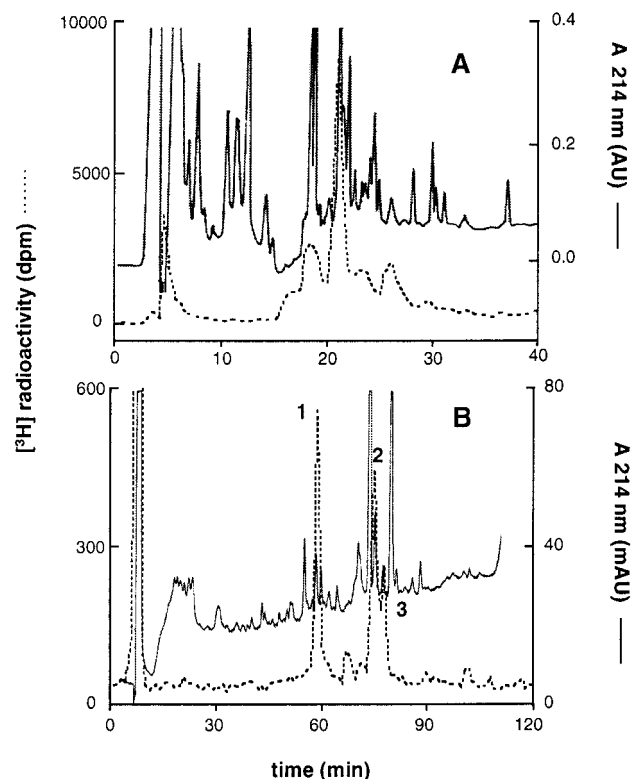 10000
5000
0
0.4
0.2
0.0
A
0 10 20 30 40
[³H] radioactivity (dpm) ........
A 214 nm (AU) ——
600
300
0
80
40
0
B
1
2
3
0 30 60 90 120
A 214 nm (mAU) ——
time (min)